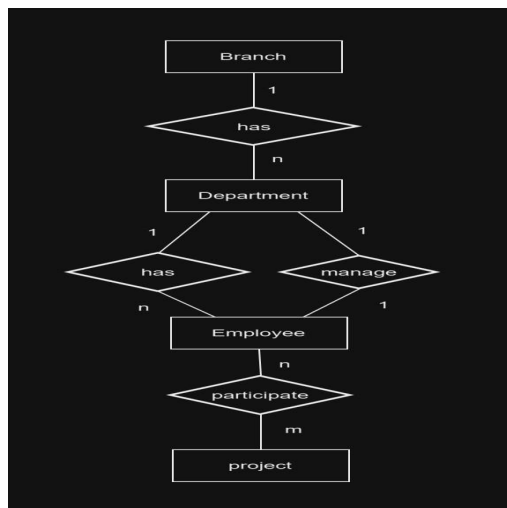 Branch
1
has
n
Department
1
1
has
manage
n
1
Employee
n
participate
m
project